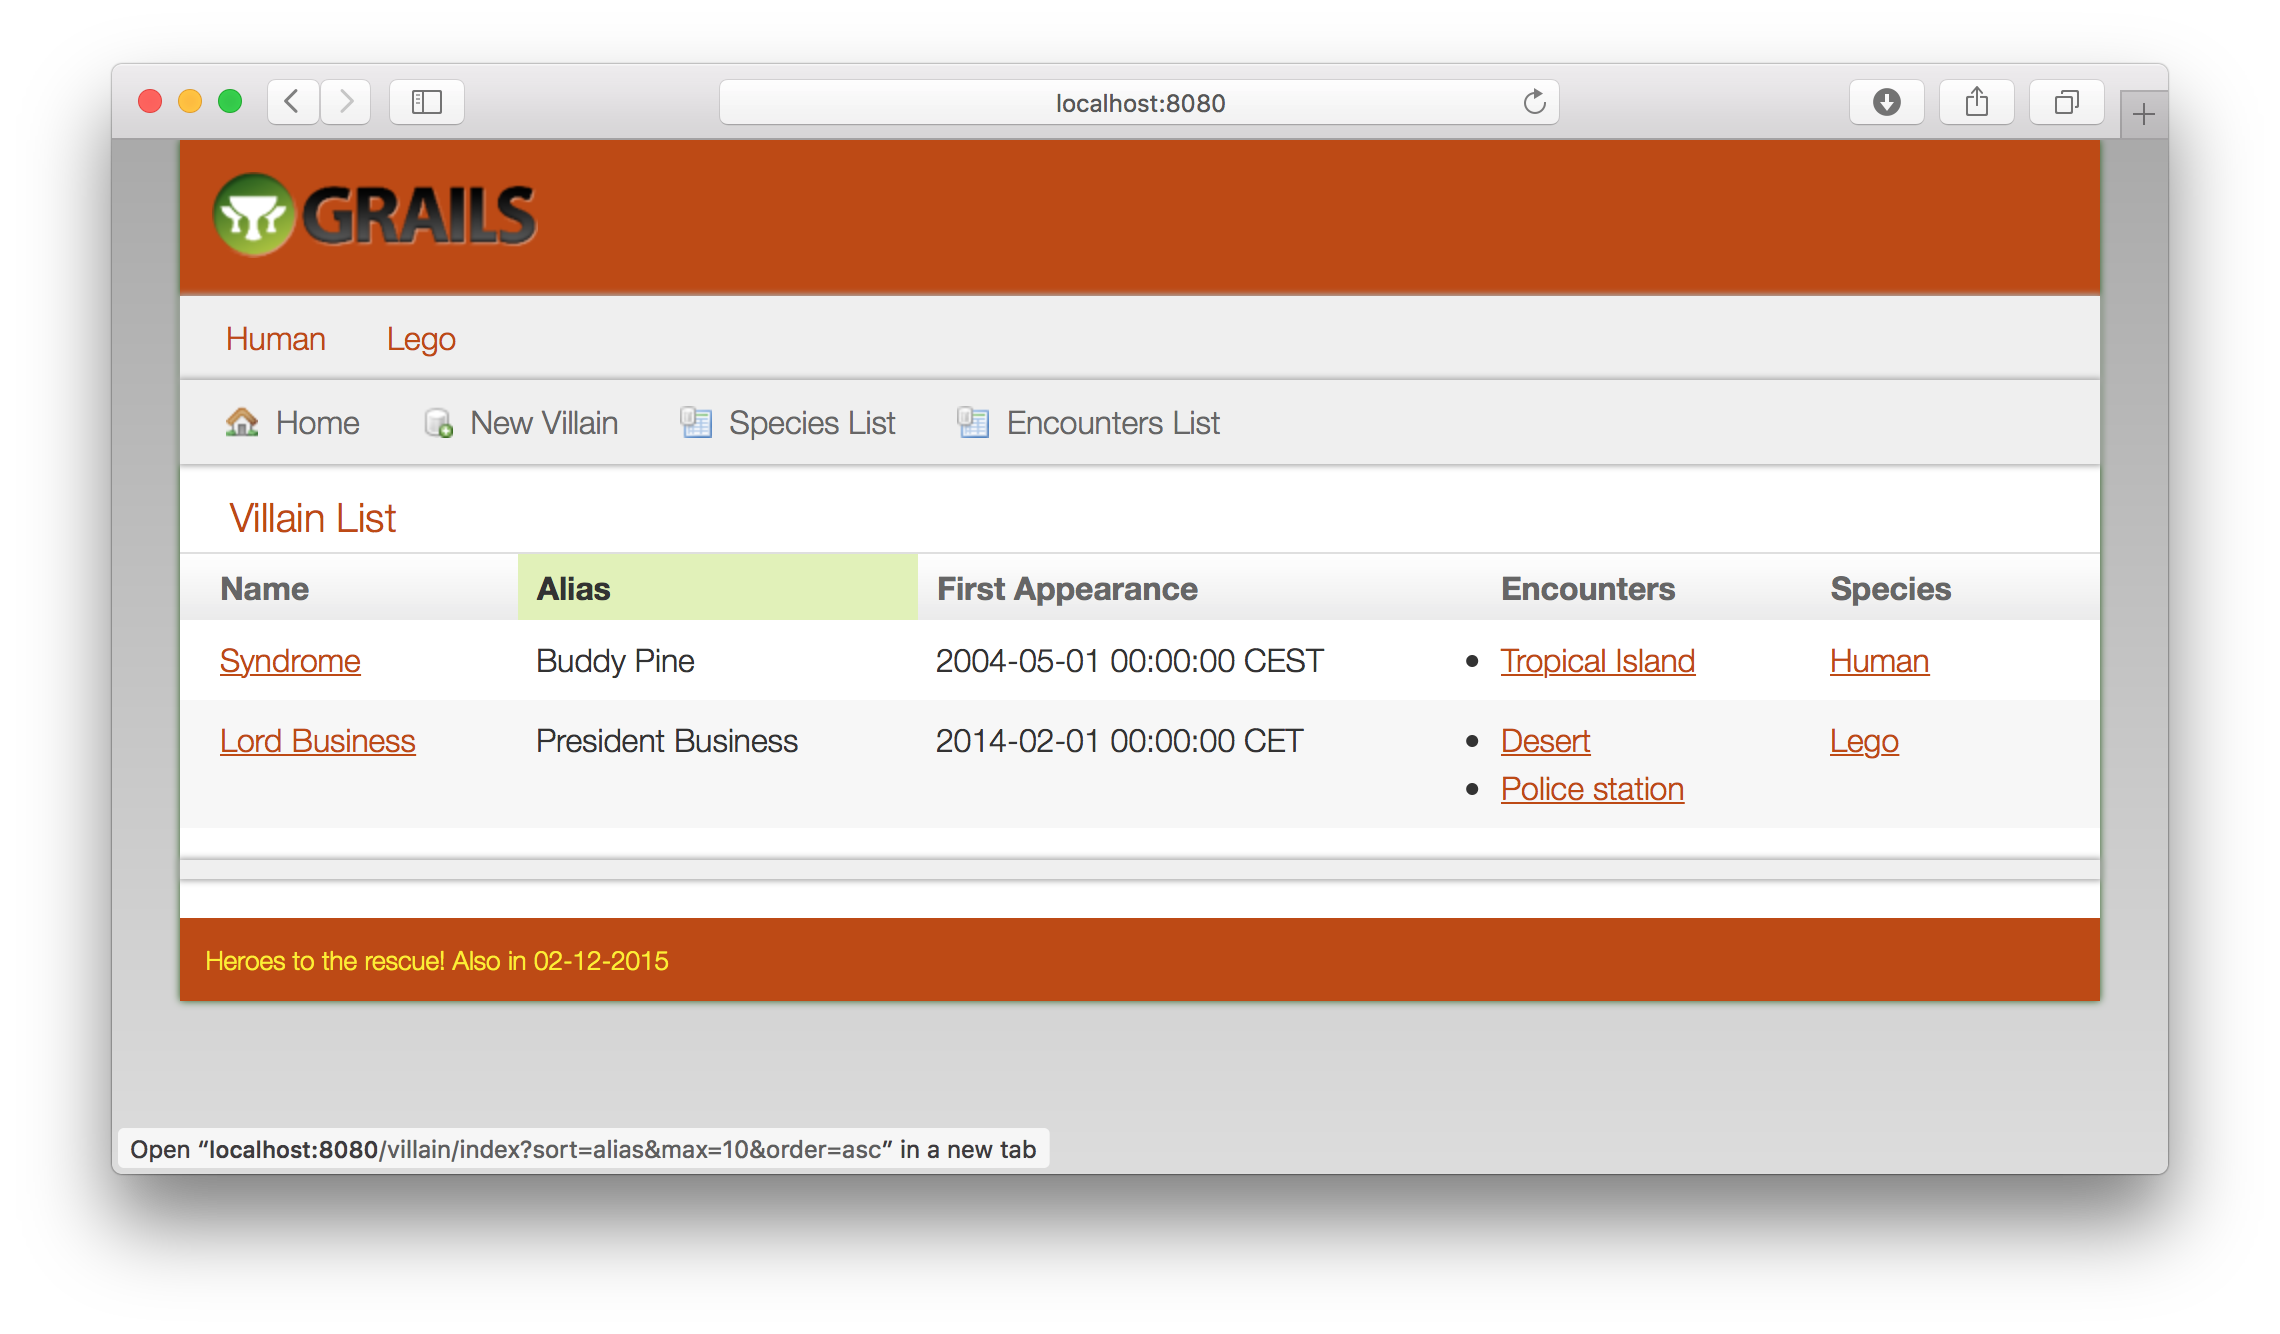 localhost:8080
GRAILS
Human Lego
Home New Villain Species List Encounters List
Villain List
Name Alias First Appearance Encounters Species
Syndrome Buddy Pine 2004-05-01 00:00:00 CEST • Tropical Island Human
Lord Business President Business 2014-02-01 00:00:00 CET • Desert Lego
• Police station
Heroes to the rescue! Also in 02-12-2015
Open “localhost:8080/villain/index?sort=alias&max=10&order=asc” in a new tab